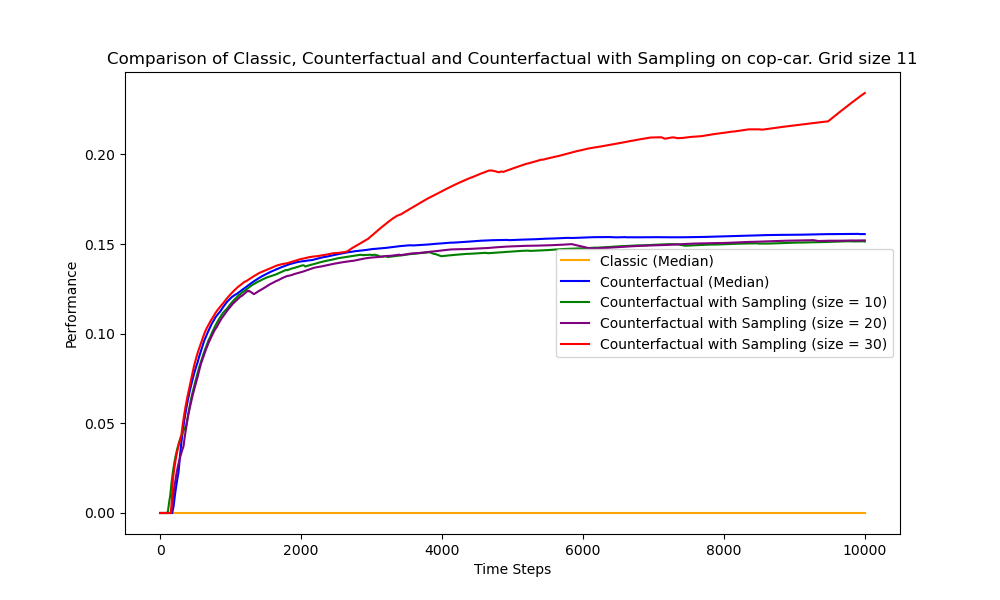 Comparison of Classic, Counterfactual and Counterfactual with Sampling on cop-car. Grid size 11
Performance
0.20
0.15
0.10
0.05
0.00
Classic (Median)
Counterfactual (Median)
Counterfactual with Sampling (size = 10)
Counterfactual with Sampling (size = 20)
Counterfactual with Sampling (size = 30)
0
2000
4000
6000
8000
10000
Time Steps